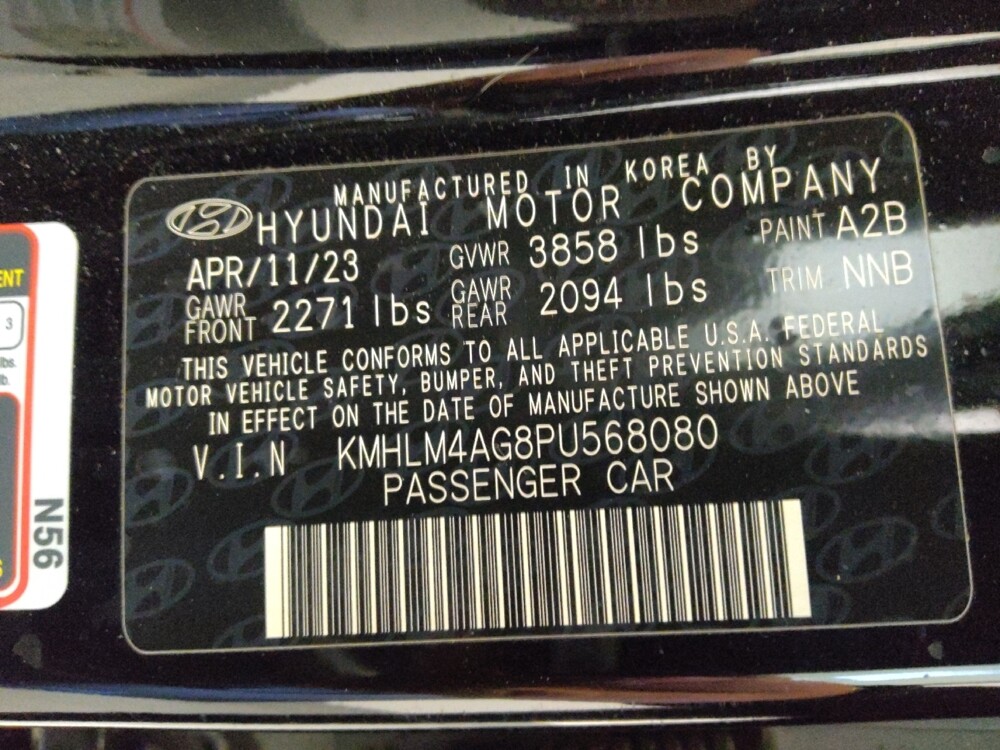 MANUFACTURED IN KOREA BY
HYUNDAI MOTOR COMPANY
APR/11/23 GVWR 3858 lbs PAINT A2B
GAWR FRONT 2271 lbs GAWR REAR 2094 lbs TRIM NNB
THIS VEHICLE CONFORMS TO ALL APPLICABLE U.S.A. FEDERAL
MOTOR VEHICLE SAFETY, BUMPER, AND THEFT PREVENTION STANDARDS
IN EFFECT ON THE DATE OF MANUFACTURE SHOWN ABOVE
V.I.N KMHLM4AG8PU568080
PASSENGER CAR
3
lbs.
N56